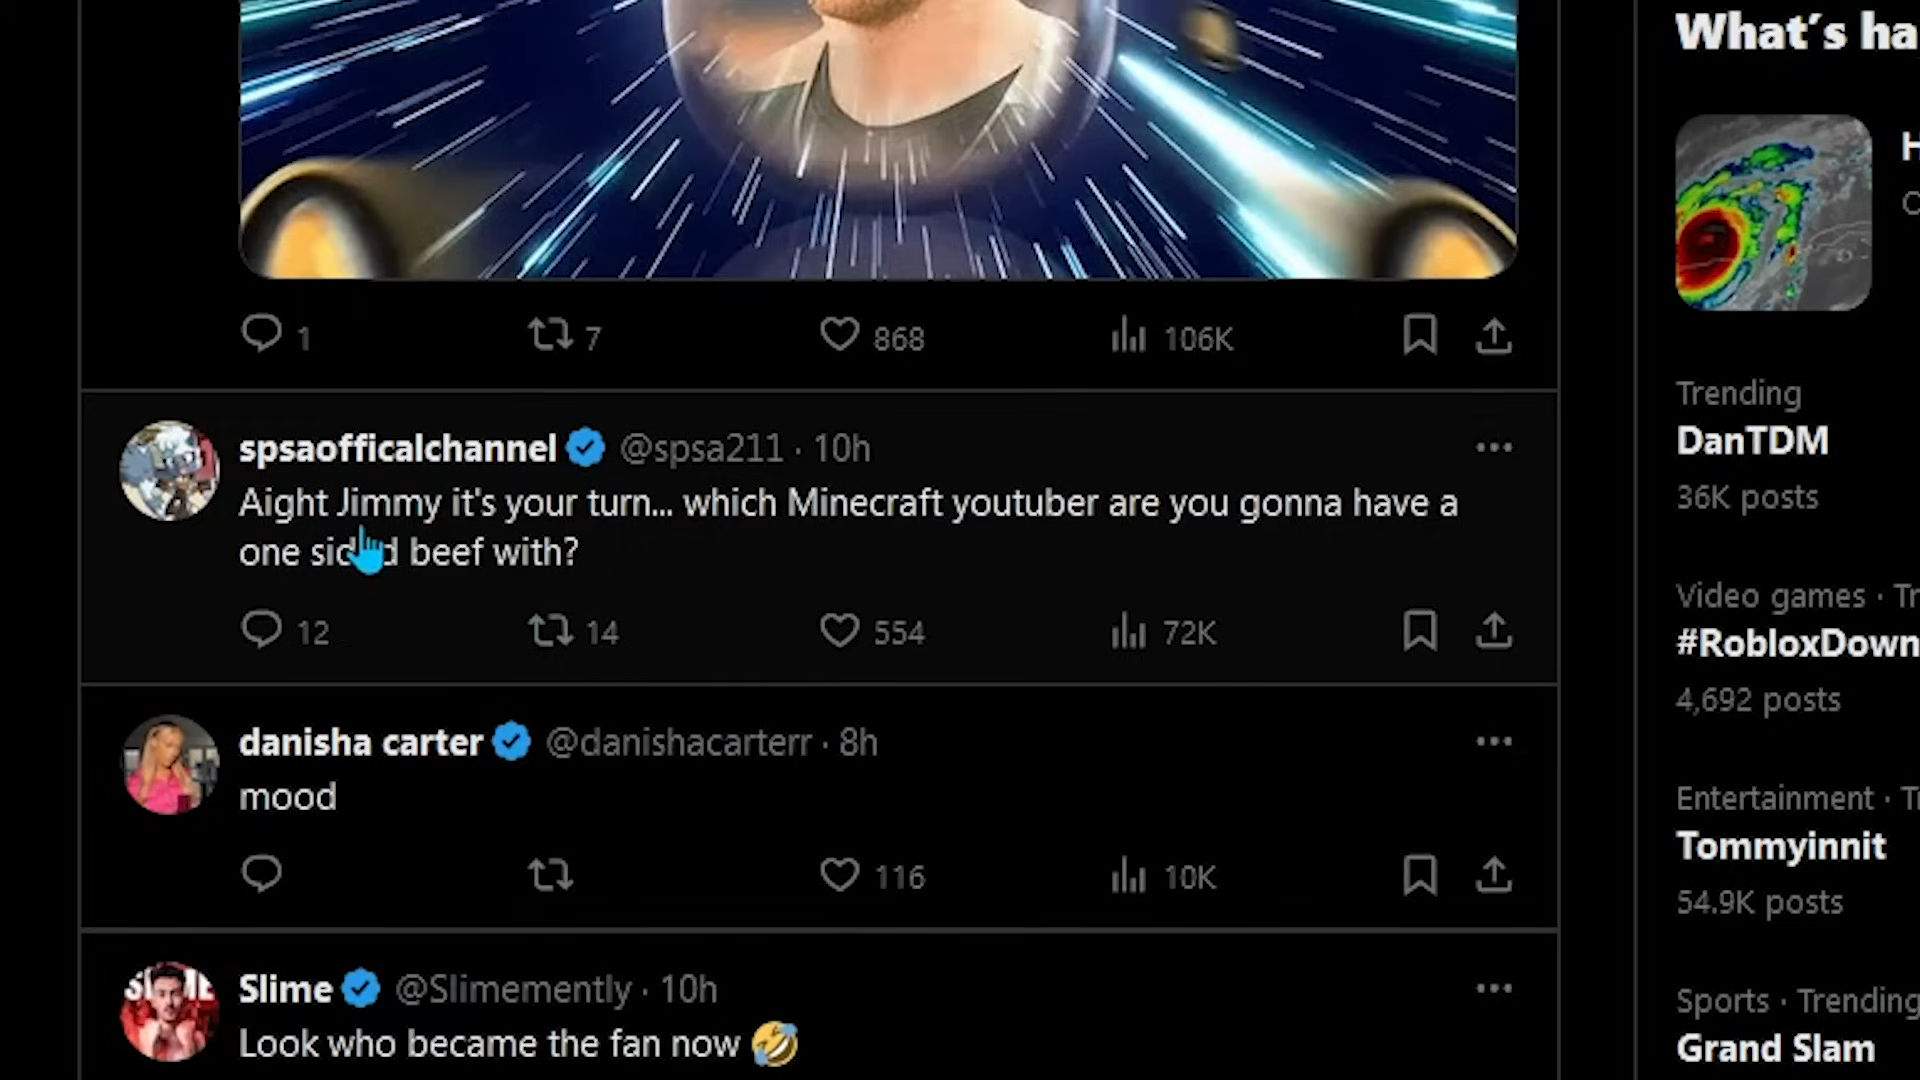 1 7 868 106K
spsaofficalchannel @spsa211 · 10h
Aight Jimmy it's your turn... which Minecraft youtuber are you gonna have a
one sided beef with?
12 14 554 72K
danisha carter @danishacarterr · 8h
mood
116 10K
Slime @Slimemently · 10h
Look who became the fan now 🤣
What's ha
H
Trending
DanTDM
36K posts
Video games · Tr
#RobloxDown
4,692 posts
Entertainment · Tr
Tommyinnit
54.9K posts
Sports · Trending
Grand Slam